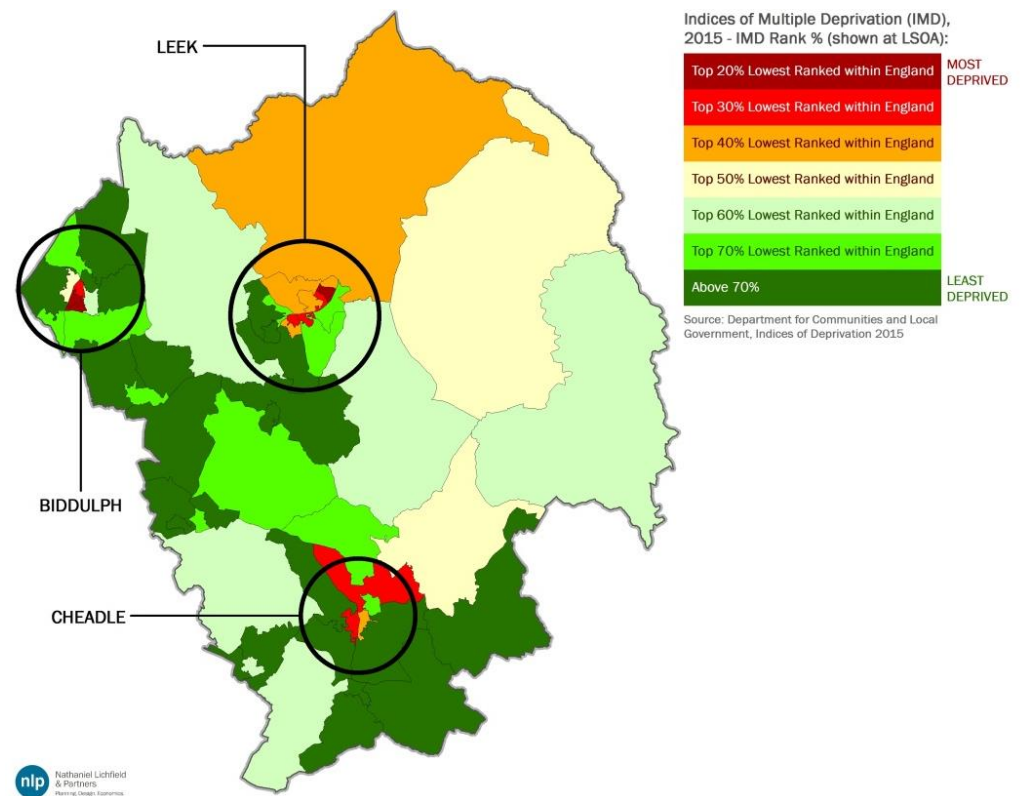 LEEK
Indices of Multiple Deprivation (IMD),
2015 - IMD Rank % (shown at LSOA):
Top 20% Lowest Ranked within England
MOST
DEPRIVED
Top 30% Lowest Ranked within England
Top 40% Lowest Ranked within England
Top 50% Lowest Ranked within England
Top 60% Lowest Ranked within England
Top 70% Lowest Ranked within England
Above 70%
LEAST
DEPRIVED
Source: Department for Communities and Local
Government, Indices of Deprivation 2015
BIDDULPH
CHEADLE
nlp
Nathaniel Lichfield
& Partners
Planning. Design. Economics.